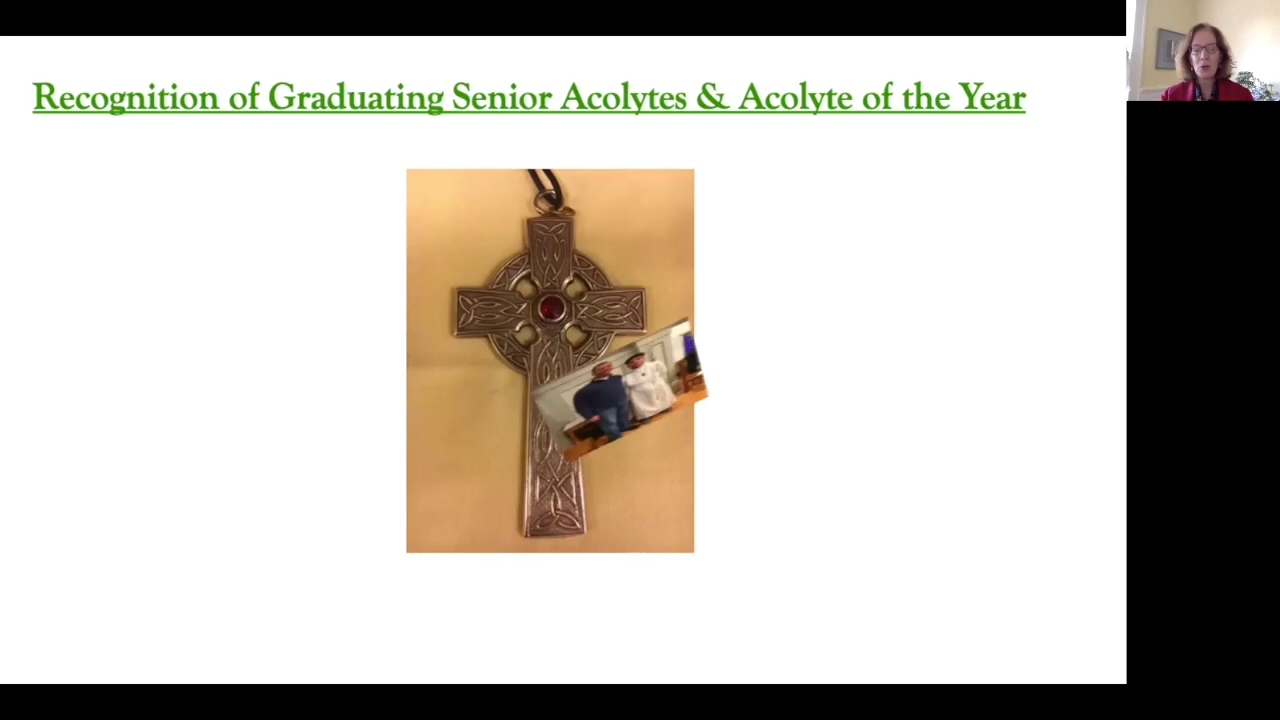 Recognition of Graduating Senior Acolytes & Acolyte of the Year